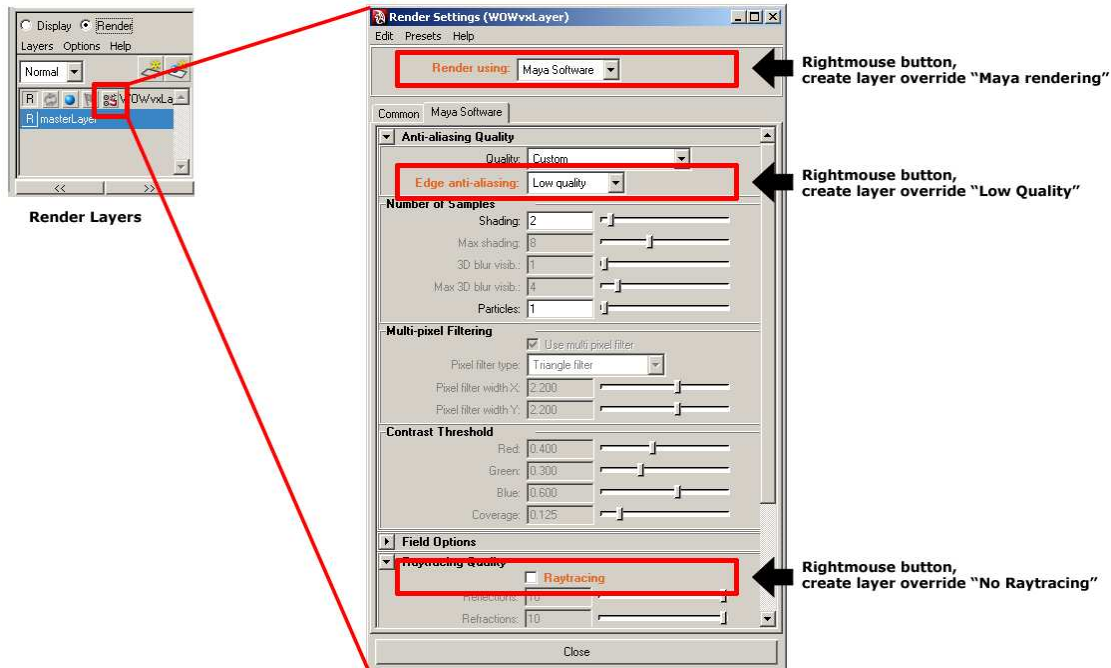 Display Render
Layers Options Help
Normal
R WOWvxLa
R masterLayer
<< >>
Render Layers
Render Settings (WOWvxLayer)
Edit Presets Help
Render using: Maya Software
Common Maya Software
Anti-aliasing Quality
Quality: Custom
Edge anti-aliasing: Low quality
Number of Samples
Shading: 2
Max shading: 8
3D blur visib.: 1
Max 3D blur visib.: 4
Particles: 1
Multi-pixel Filtering
Use multi pixel filter
Pixel filter type: Triangle filter
Pixel filter width X: 2.200
Pixel filter width Y: 2.200
Contrast Threshold
Red: 0.400
Green: 0.300
Blue: 0.600
Coverage: 0.125
Field Options
Raytracing Quality
Raytracing
Reflections: 10
Refractions: 10
Close
Rightmouse button,
create layer override “Maya rendering”
Rightmouse button,
create layer override “Low Quality”
Rightmouse button,
create layer override “No Raytracing”